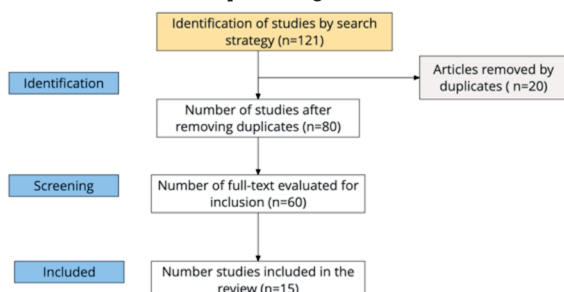 Identification of studies by search
strategy (n=121)
Identification
Articles removed by
duplicates ( n=20)
Number of studies after
removing duplicates (n=80)
Screening
Number of full-text evaluated for
inclusion (n=60)
Included
Number studies included in the
review (n=15)